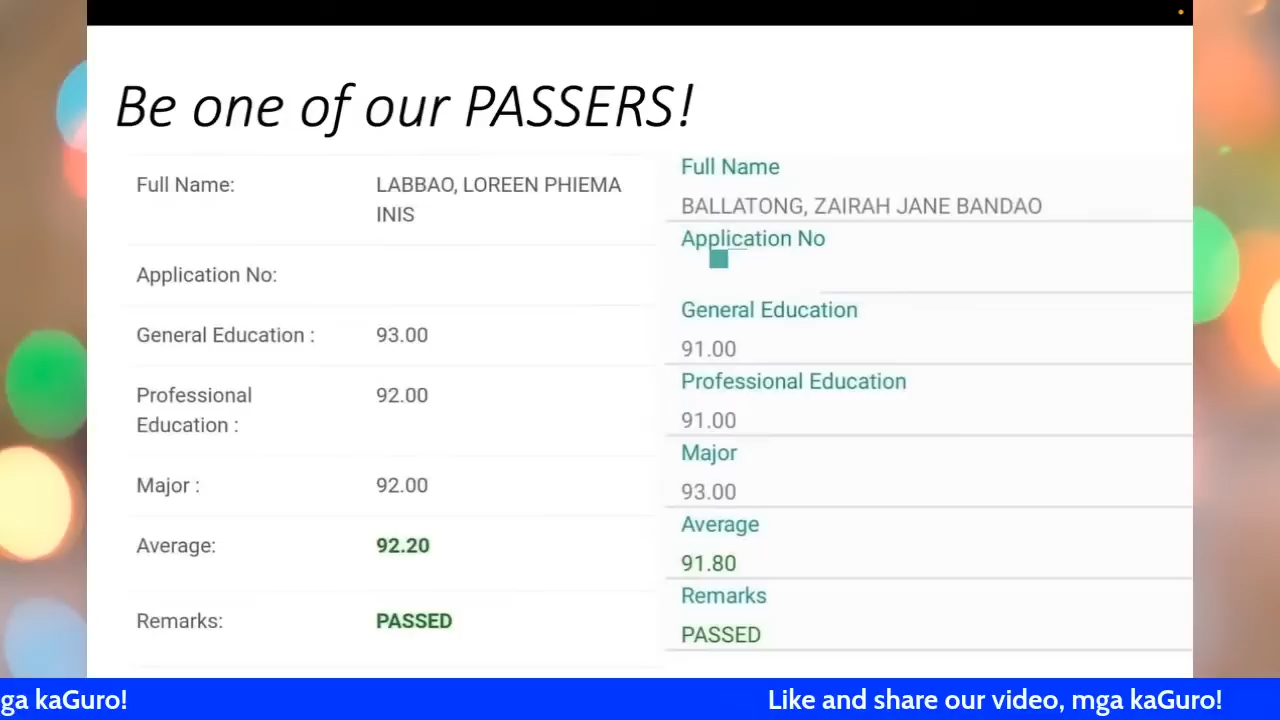 Be one of our PASSERS!
Full Name: LABBAO, LOREEN PHIEMA
INIS
Application No:
General Education : 93.00
Professional 92.00
Education :
Major : 92.00
Average: 92.20
Remarks: PASSED
Full Name
BALLATONG, ZAIRAH JANE BANDAO
Application No
General Education
91.00
Professional Education
91.00
Major
93.00
Average
91.80
Remarks
PASSED
ga kaGuro! Like and share our video, mga kaGuro!